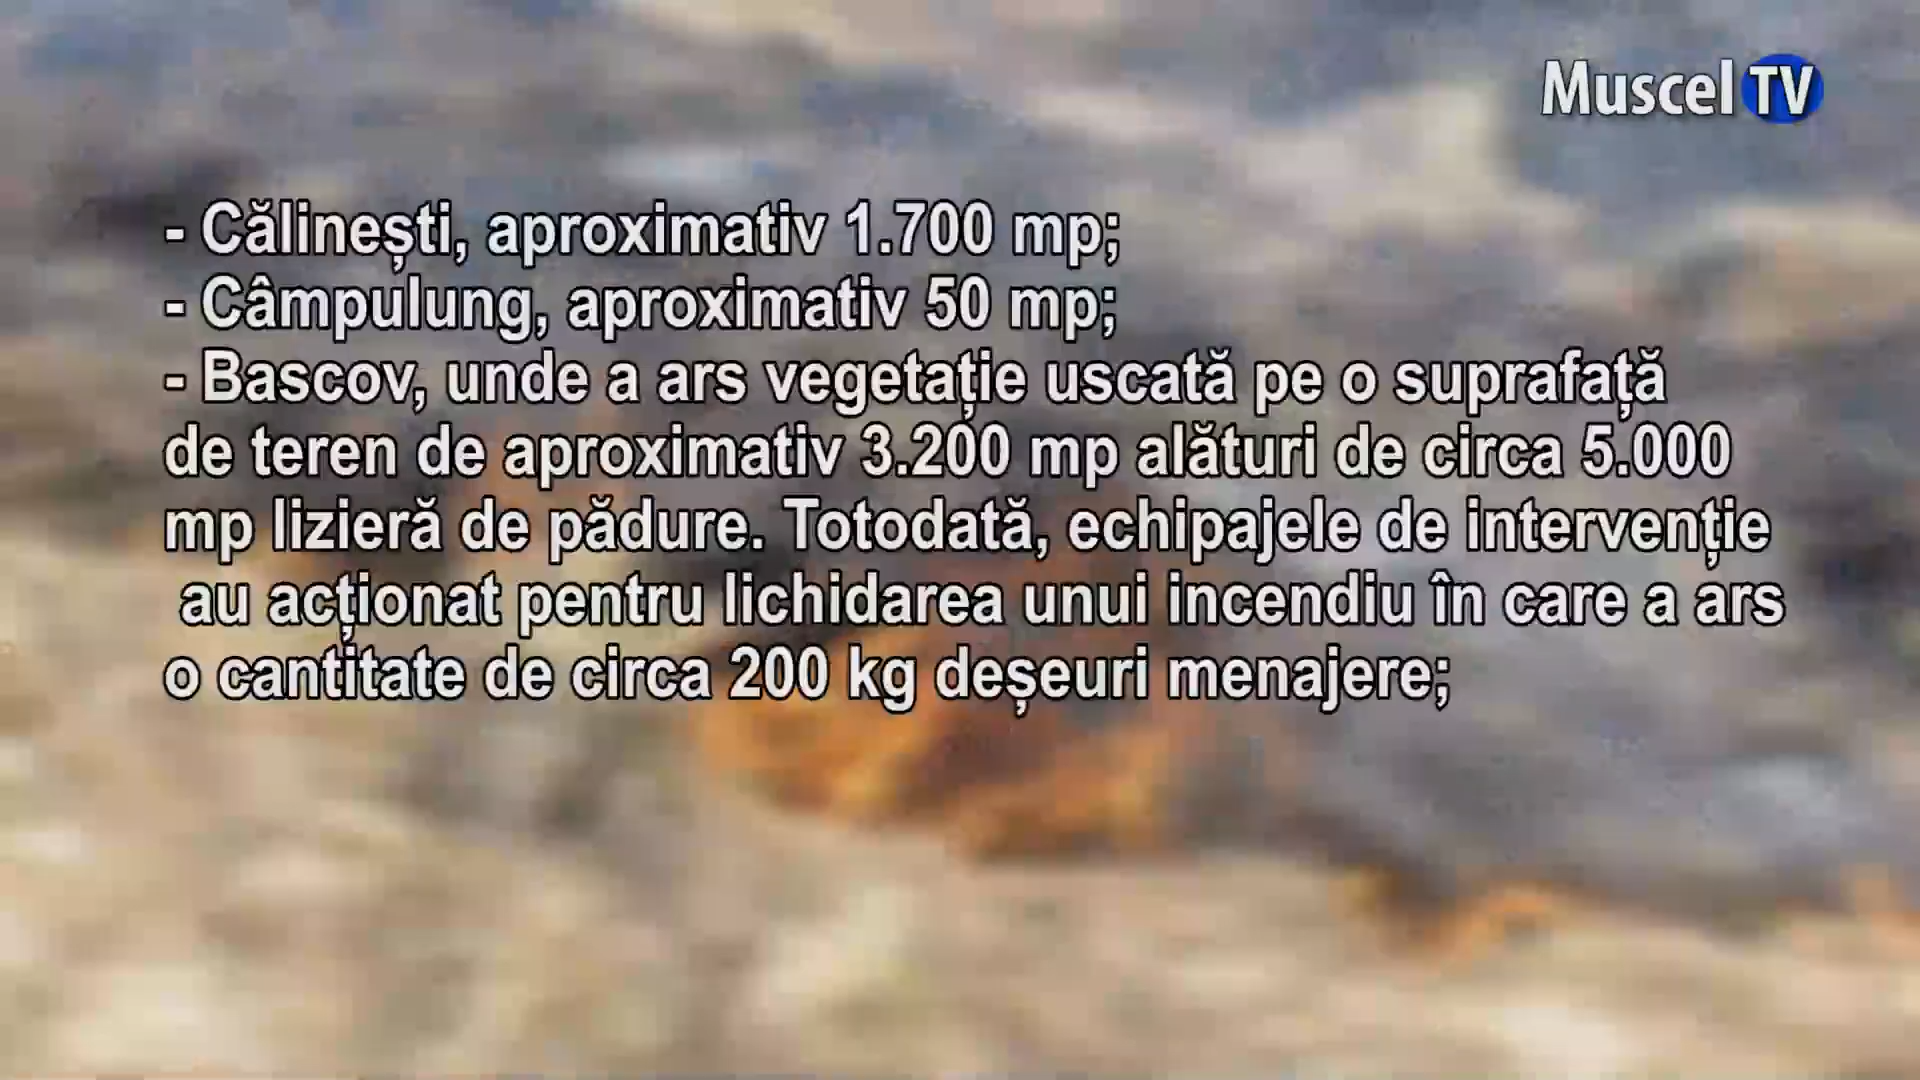 Muscel TV
- Călinești, aproximativ 1.700 mp;
- Câmpulung, aproximativ 50 mp;
- Bascov, unde a ars vegetație uscată pe o suprafață
de teren de aproximativ 3.200 mp alături de circa 5.000
mp lizieră de pădure. Totodată, echipajele de intervenție
au acționat pentru lichidarea unui incendiu în care a ars
o cantitate de circa 200 kg deșeuri menajere;